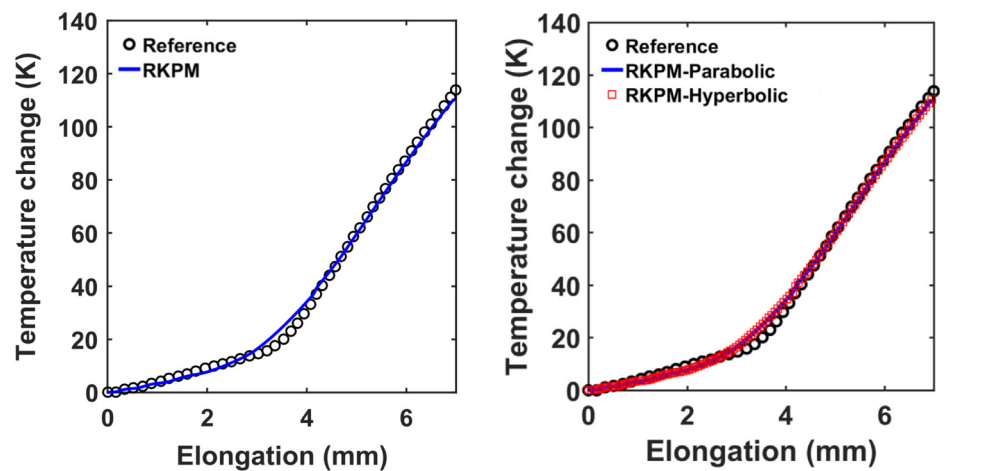 140
120
100
80
60
40
20
0
0 2 4 6
Temperature change (K)
Elongation (mm)
Reference
RKPM
140
120
100
80
60
40
20
0
0 2 4 6
Temperature change (K)
Elongation (mm)
Reference
RKPM-Parabolic
RKPM-Hyperbolic